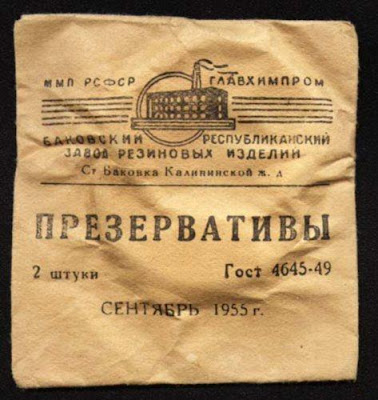 ММП РСФСР ГЛАВХИМПРОМ
БАКОВСКИЙ РЕСПУБЛИКАНСКИЙ
ЗАВОД РЕЗИНОВЫХ ИЗДЕЛИЙ
Ст Баковка Калининской ж. д
ПРЕЗЕРВАТИВЫ
2 штуки Гост 4645-49
СЕНТЯБРЬ 1955 г.